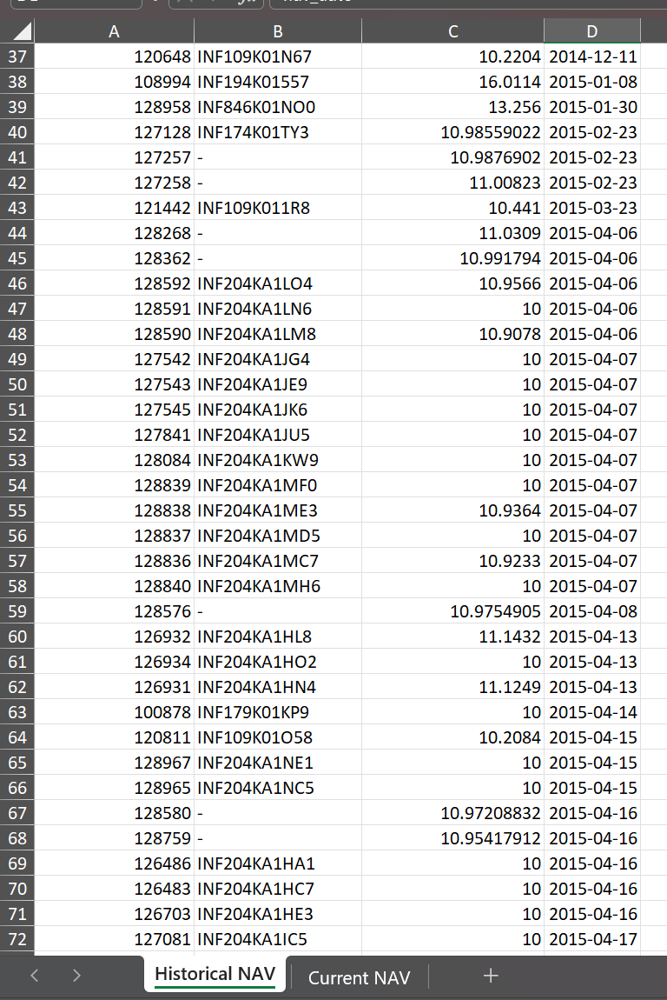 A B C D
37 120648 INF109K01N67 10.2204 2014-12-11
38 108994 INF194K01557 16.0114 2015-01-08
39 128958 INF846K01NO0 13.256 2015-01-30
40 127128 INF174K01TY3 10.98559022 2015-02-23
41 127257 - 10.9876902 2015-02-23
42 127258 - 11.00823 2015-02-23
43 121442 INF109K011R8 10.441 2015-03-23
44 128268 - 11.0309 2015-04-06
45 128362 - 10.991794 2015-04-06
46 128592 INF204KA1LO4 10.9566 2015-04-06
47 128591 INF204KA1LN6 10 2015-04-06
48 128590 INF204KA1LM8 10.9078 2015-04-06
49 127542 INF204KA1JG4 10 2015-04-07
50 127543 INF204KA1JE9 10 2015-04-07
51 127545 INF204KA1JK6 10 2015-04-07
52 127841 INF204KA1JU5 10 2015-04-07
53 128084 INF204KA1KW9 10 2015-04-07
54 128839 INF204KA1MF0 10 2015-04-07
55 128838 INF204KA1ME3 10.9364 2015-04-07
56 128837 INF204KA1MD5 10 2015-04-07
57 128836 INF204KA1MC7 10.9233 2015-04-07
58 128840 INF204KA1MH6 10 2015-04-07
59 128576 - 10.9754905 2015-04-08
60 126932 INF204KA1HL8 11.1432 2015-04-13
61 126934 INF204KA1HO2 10 2015-04-13
62 126931 INF204KA1HN4 11.1249 2015-04-13
63 100878 INF179K01KP9 10 2015-04-14
64 120811 INF109K01O58 10.2084 2015-04-15
65 128967 INF204KA1NE1 10 2015-04-15
66 128965 INF204KA1NC5 10 2015-04-15
67 128580 - 10.97208832 2015-04-16
68 128759 - 10.95417912 2015-04-16
69 126486 INF204KA1HA1 10 2015-04-16
70 126483 INF204KA1HC7 10 2015-04-16
71 126703 INF204KA1HE3 10 2015-04-16
72 127081 INF204KA1IC5 10 2015-04-17
Historical NAV Current NAV